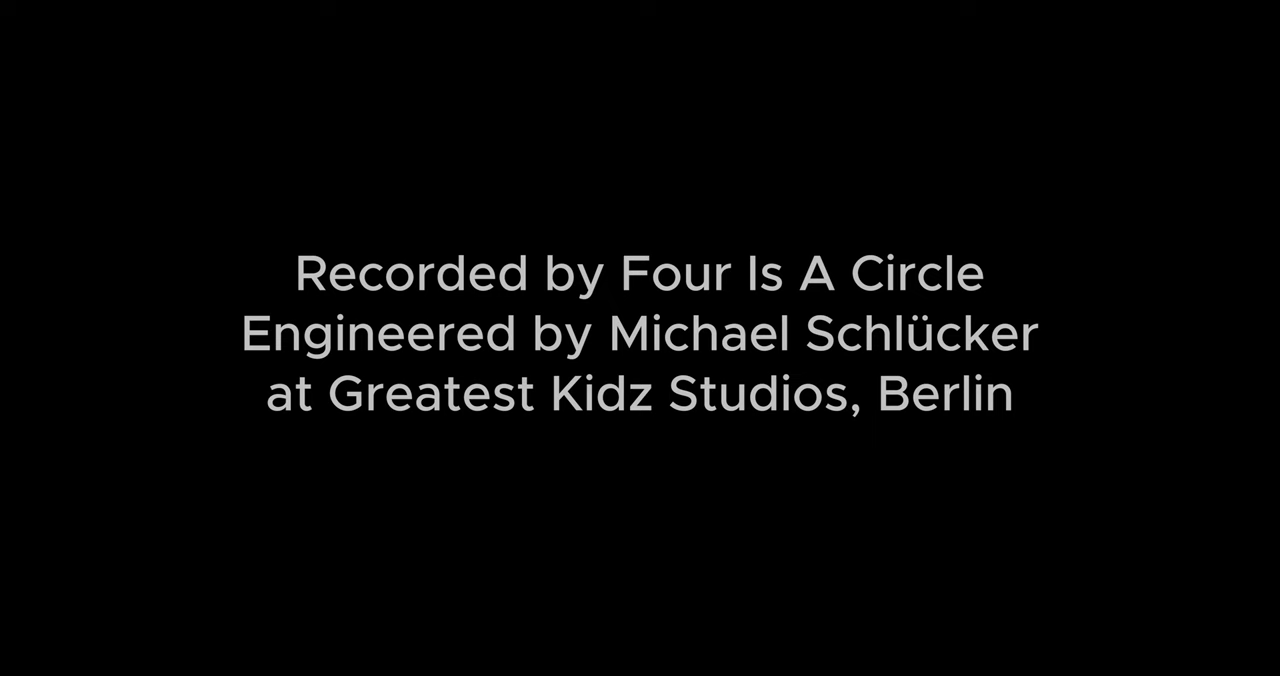 Recorded by Four Is A Circle
Engineered by Michael Schlücker
at Greatest Kidz Studios, Berlin